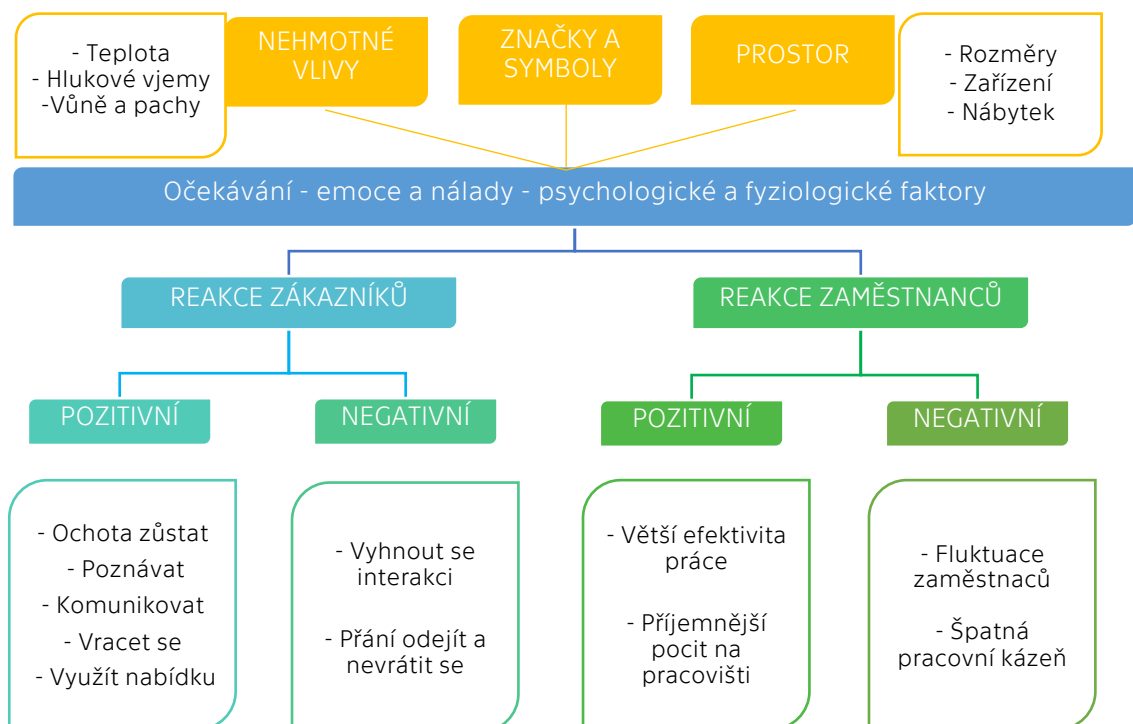 - Teplota
- Hlukové vjemy
-Vůně a pachy
NEHMOTNÉ
VLIVY
ZNAČKY A
SYMBOLY
PROSTOR
- Rozměry
- Zařízení
- Nábytek
Očekávání - emoce a nálady - psychologické a fyziologické faktory
REAKCE ZÁKAZNÍKŮ
REAKCE ZAMĚSTNANCŮ
POZITIVNÍ
NEGATIVNÍ
POZITIVNÍ
NEGATIVNÍ
- Ochota zůstat
- Poznávat
- Komunikovat
- Vracet se
- Využít nabídku
- Vyhnout se
interakci
- Přání odejít a
nevrátit se
- Větší efektivita
práce
- Příjemnější
pocit na
pracovišti
- Fluktuace
zaměstnaců
- Špatná
pracovní kázeň